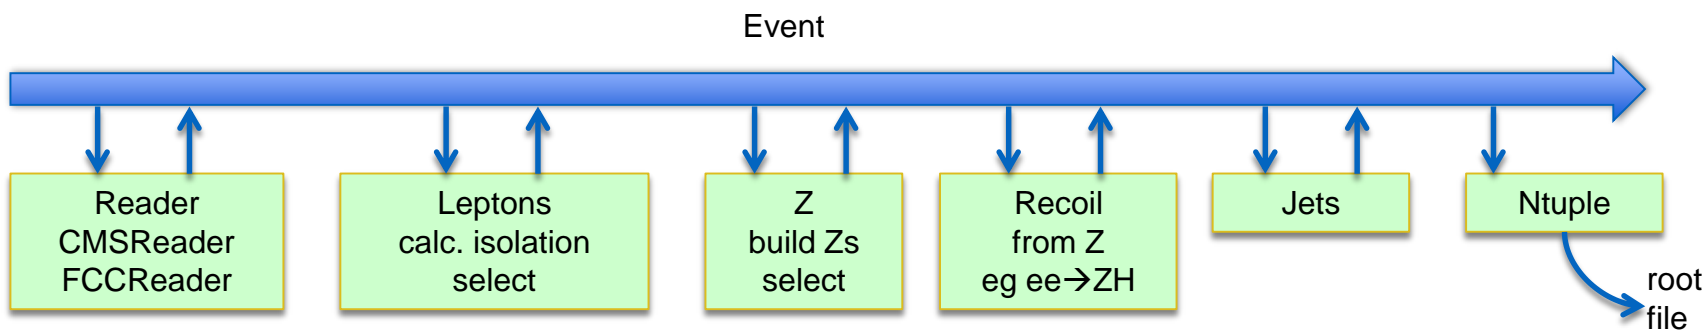 Event
Reader
CMSReader
FCCReader
Leptons
calc. isolation
select
Z
build Zs
select
Recoil
from Z
eg ee→ZH
Jets
Ntuple
root
file